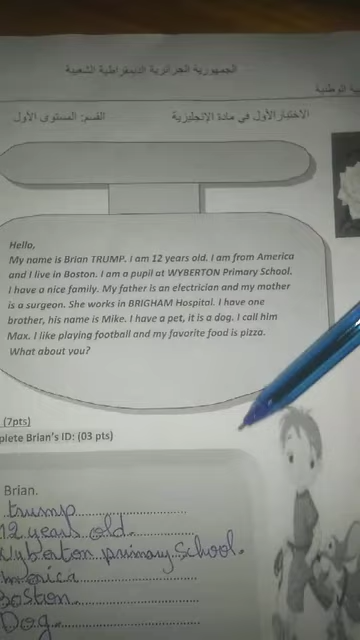 الجمهورية الجزائرية الديمقراطية الشعبية
الوطنية
الاختبار الأول في مادة الإنجليزية
القسم: المستوى الأول
Hello,
My name is Brian TRUMP. I am 12 years old. I am from America
and I live in Boston. I am a pupil at WYBERTON Primary School.
I have a nice family. My father is an electrician and my mother
is a surgeon. She works in BRIGHAM Hospital. I have one
brother, his name is Mike. I have a pet, it is a dog. I call him
Max. I like playing football and my favorite food is pizza.
What about you?
(7pts)
plete Brian's ID: (03 pts)
Brian.
trump
12 years old.
Wyberton primary School.
Boston
Dog